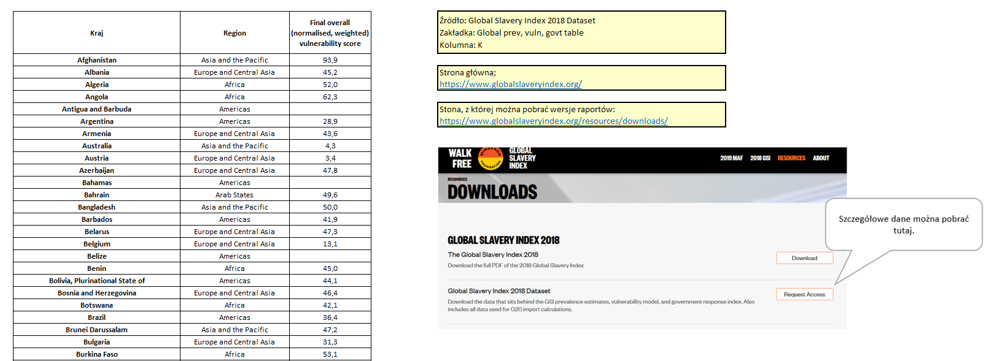 Kraj Region Final overall (normalised, weighted) vulnerability score
Afghanistan Asia and the Pacific 93,9
Albania Europe and Central Asia 45,2
Algeria Africa 52,0
Angola Africa 62,3
Antigua and Barbuda Americas
Argentina Americas 28,9
Armenia Europe and Central Asia 43,6
Australia Asia and the Pacific 4,3
Austria Europe and Central Asia 3,4
Azerbaijan Europe and Central Asia 47,8
Bahamas Americas
Bahrain Arab States 49,6
Bangladesh Asia and the Pacific 50,0
Barbados Americas 41,9
Belarus Europe and Central Asia 47,3
Belgium Europe and Central Asia 13,1
Belize Americas
Benin Africa 45,0
Bolivia, Plurinational State of Americas 44,1
Bosnia and Herzegovina Europe and Central Asia 46,4
Botswana Africa 42,1
Brazil Americas 36,4
Brunei Darussalam Asia and the Pacific 47,2
Bulgaria Europe and Central Asia 31,3
Burkina Faso Africa 53,1
Źródło: Global Slavery Index 2018 Dataset
Zakładka: Global prev, vuln, govt table
Kolumna: K
Strona główna;
https://www.globalslaveryindex.org/
Stona, z której można pobrać wersje raportów:
https://www.globalslaveryindex.org/resources/downloads/
WALK FREE
MINDEROO FOUNDATION
GLOBAL SLAVERY INDEX
2019 MAF 2018 GSI RESOURCES ABOUT
RESOURCES
DOWNLOADS
Szczegółowe dane można pobrać
tutaj.
GLOBAL SLAVERY INDEX 2018
The Global Slavery Index 2018
Download the full PDF of the 2018 Global Slavery Index
Download
Global Slavery Index 2018 Dataset
Download the data that sits behind the GSI prevalence estimates, vulnerability model, and government response index. Also
includes all data used for G20 import calculations.
Request Access